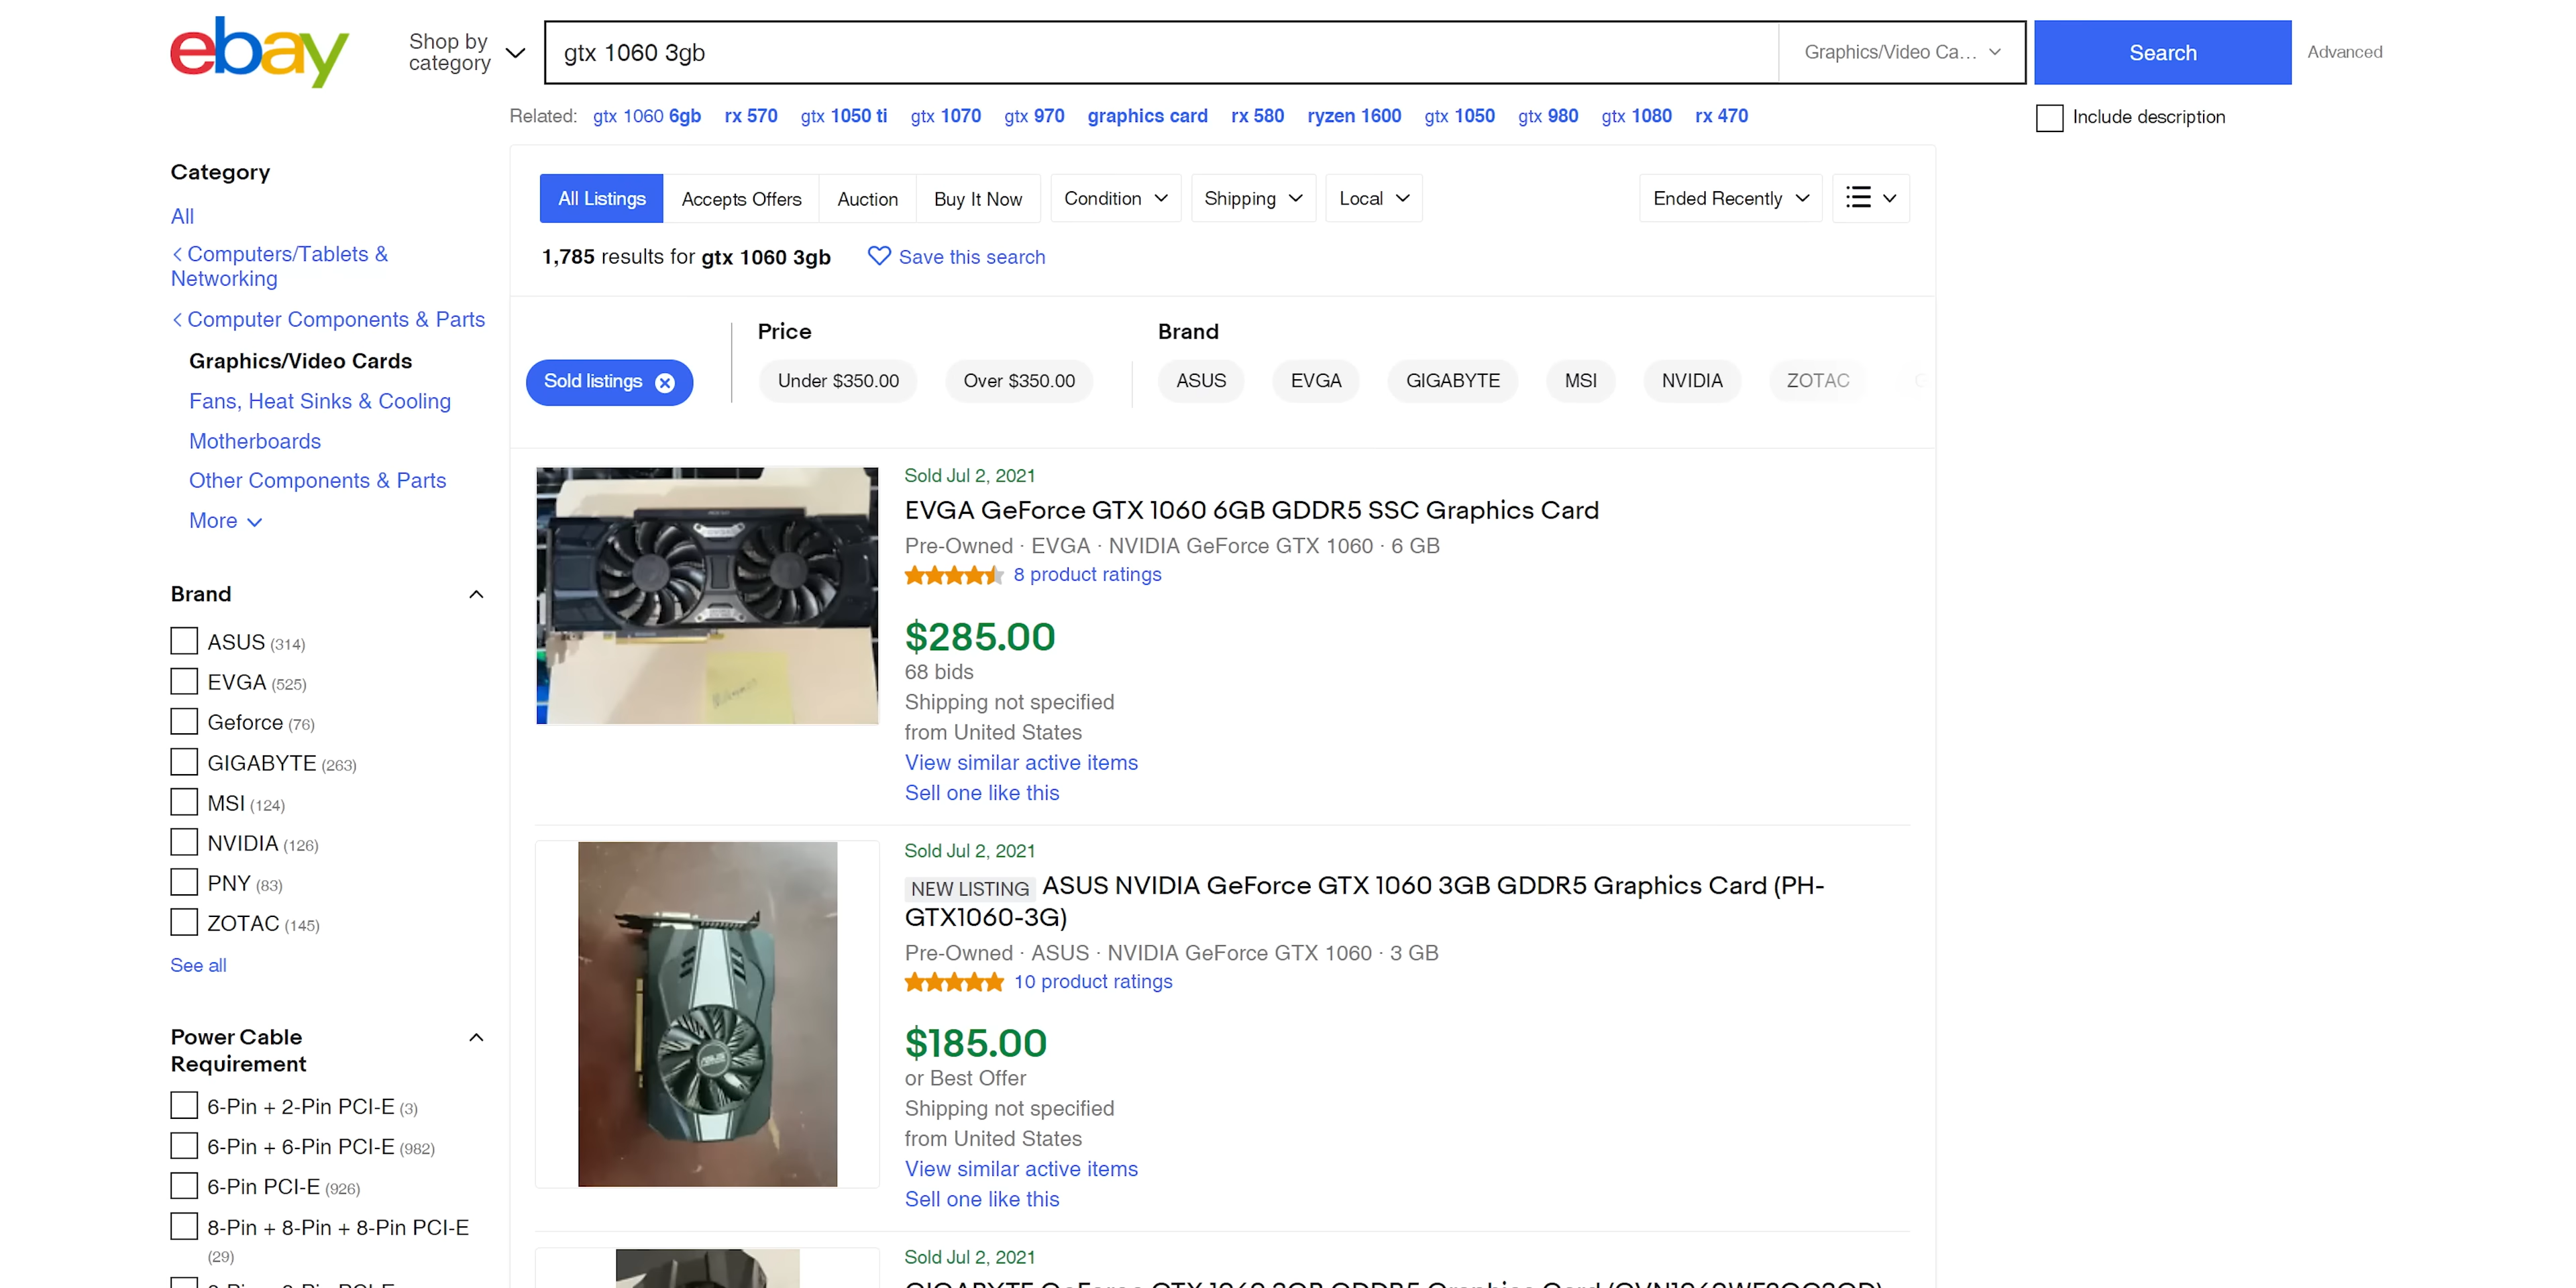 ebay
Shop by
category
gtx 1060 3gb
Graphics/Video Ca...
Search
Advanced
Related: gtx 1060 6gb rx 570 gtx 1050 ti gtx 1070 gtx 970 graphics card rx 580 ryzen 1600 gtx 1050 gtx 980 gtx 1080 rx 470
Include description
Category
All
Computers/Tablets &
Networking
Computer Components & Parts
Graphics/Video Cards
Fans, Heat Sinks & Cooling
Motherboards
Other Components & Parts
More
Brand
ASUS (314)
EVGA (525)
Geforce (76)
GIGABYTE (263)
MSI (124)
NVIDIA (126)
PNY (83)
ZOTAC (145)
See all
Power Cable
Requirement
6-Pin + 2-Pin PCI-E (3)
6-Pin + 6-Pin PCI-E (982)
6-Pin PCI-E (926)
8-Pin + 8-Pin + 8-Pin PCI-E
(29)
All Listings Accepts Offers Auction Buy It Now Condition Shipping Local Ended Recently
1,785 results for gtx 1060 3gb Save this search
Sold listings
Price
Under $350.00 Over $350.00
Brand
ASUS EVGA GIGABYTE MSI NVIDIA ZOTAC G
Sold Jul 2, 2021
EVGA GeForce GTX 1060 6GB GDDR5 SSC Graphics Card
Pre-Owned · EVGA · NVIDIA GeForce GTX 1060 · 6 GB
8 product ratings
$285.00
68 bids
Shipping not specified
from United States
View similar active items
Sell one like this
Sold Jul 2, 2021
NEW LISTING ASUS NVIDIA GeForce GTX 1060 3GB GDDR5 Graphics Card (PH-
GTX1060-3G)
Pre-Owned · ASUS · NVIDIA GeForce GTX 1060 · 3 GB
10 product ratings
$185.00
or Best Offer
Shipping not specified
from United States
View similar active items
Sell one like this
Sold Jul 2, 2021
GIGABYTE GeForce GTX 1060 3GB GDDR5 Graphics Card